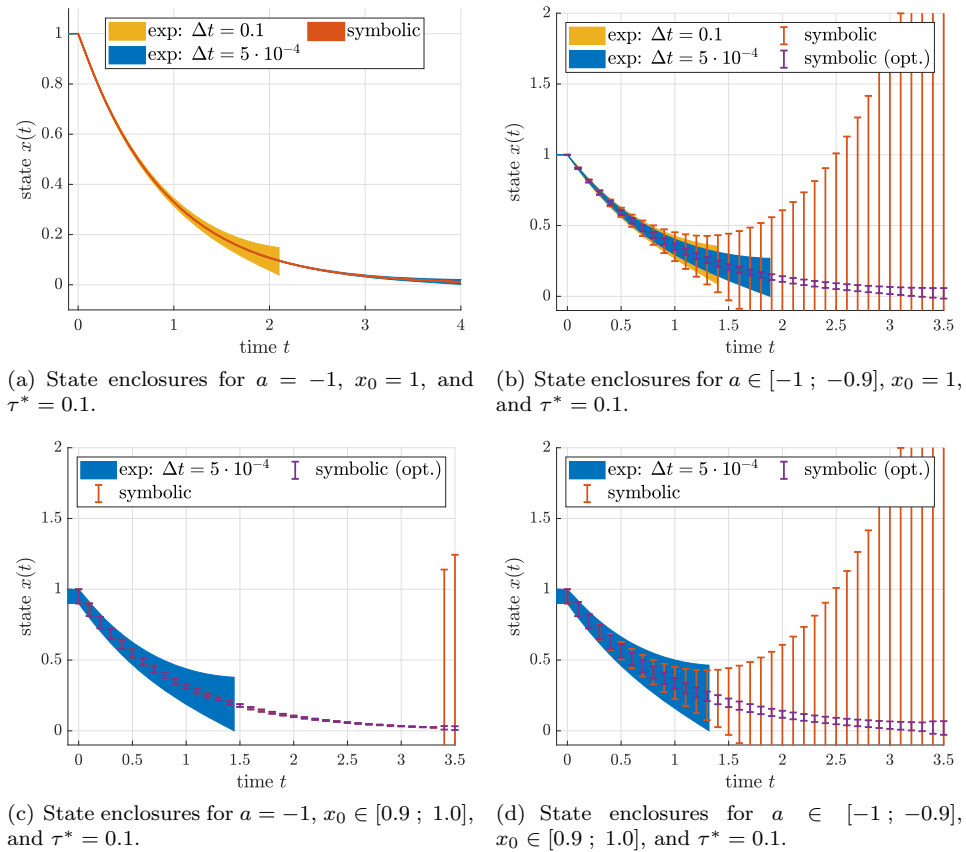 exp: Δt = 0.1 symbolic
exp: Δt = 5 · 10⁻⁴
1
0.8
0.6
0.4
0.2
0
state x(t)
0 1 2 3 4
time t
(a) State enclosures for a = −1, x₀ = 1, and
τ* = 0.1.
exp: Δt = 0.1 symbolic
exp: Δt = 5 · 10⁻⁴ symbolic (opt.)
2
1.5
1
0.5
0
state x(t)
0 0.5 1 1.5 2 2.5 3 3.5
time t
(b) State enclosures for a ∈ [−1 ; −0.9], x₀ = 1,
and τ* = 0.1.
exp: Δt = 5 · 10⁻⁴ symbolic (opt.)
symbolic
2
1.5
1
0.5
0
state x(t)
0 0.5 1 1.5 2 2.5 3 3.5
time t
(c) State enclosures for a = −1, x₀ ∈ [0.9 ; 1.0],
and τ* = 0.1.
exp: Δt = 5 · 10⁻⁴ symbolic (opt.)
symbolic
2
1.5
1
0.5
0
state x(t)
0 0.5 1 1.5 2 2.5 3 3.5
time t
(d) State enclosures for a ∈ [−1 ; −0.9],
x₀ ∈ [0.9 ; 1.0], and τ* = 0.1.